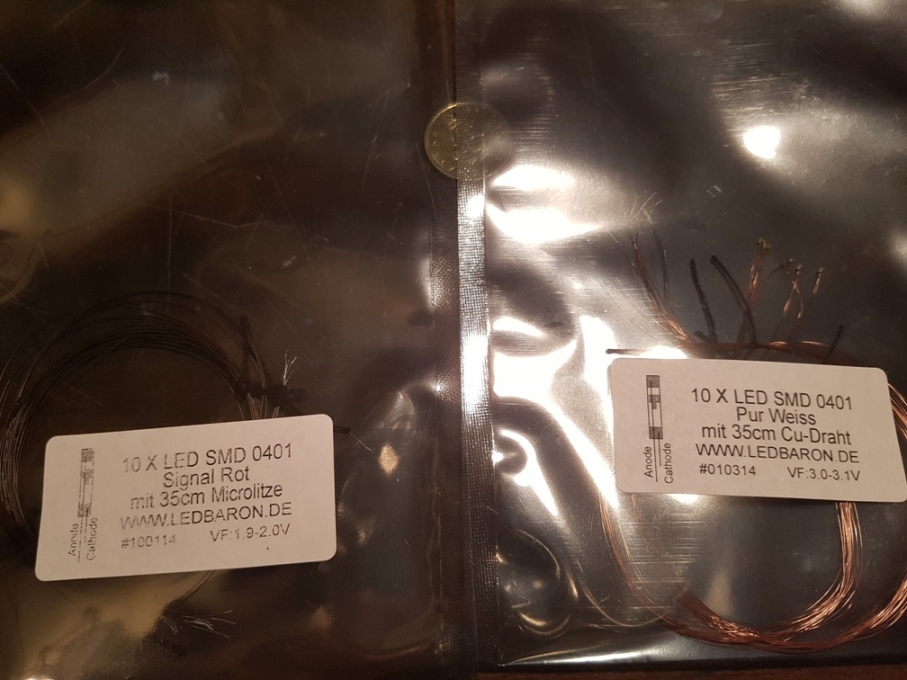 10 X LED SMD 0401
Signal Rot
mit 35cm Microlitze
WWW.LEDBARON.DE
#100114 VF:1.9-2.0V
Anode
Cathode
10 X LED SMD 0401
Pur Weiss
mit 35cm Cu-Draht
WWW.LEDBARON.DE
#010314 VF:3.0-3.1V
Anode
Cathode